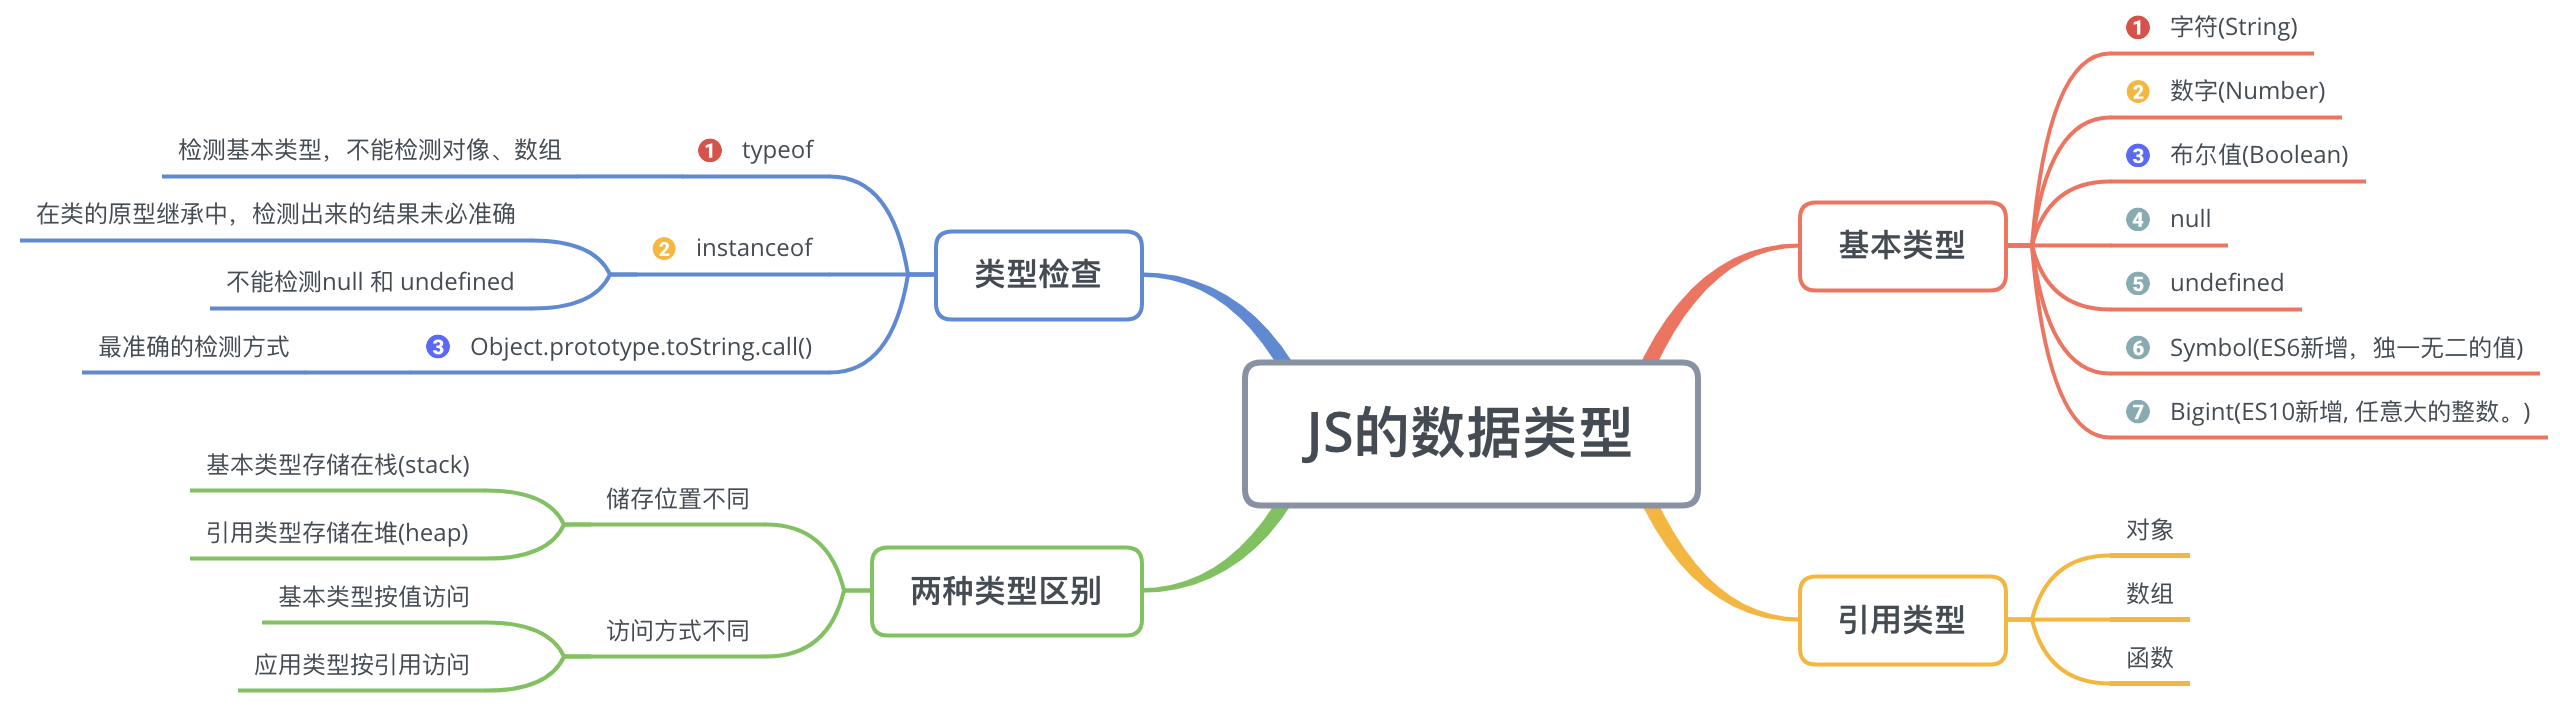 JS的数据类型
基本类型
1 字符(String)
2 数字(Number)
3 布尔值(Boolean)
4 null
5 undefined
6 Symbol(ES6新增，独一无二的值)
7 Bigint(ES10新增, 任意大的整数。)
引用类型
对象
数组
函数
类型检查
1 typeof
检测基本类型，不能检测对像、数组
2 instanceof
在类的原型继承中，检测出来的结果未必准确
不能检测null 和 undefined
3 Object.prototype.toString.call()
最准确的检测方式
两种类型区别
储存位置不同
基本类型存储在栈(stack)
引用类型存储在堆(heap)
访问方式不同
基本类型按值访问
应用类型按引用访问